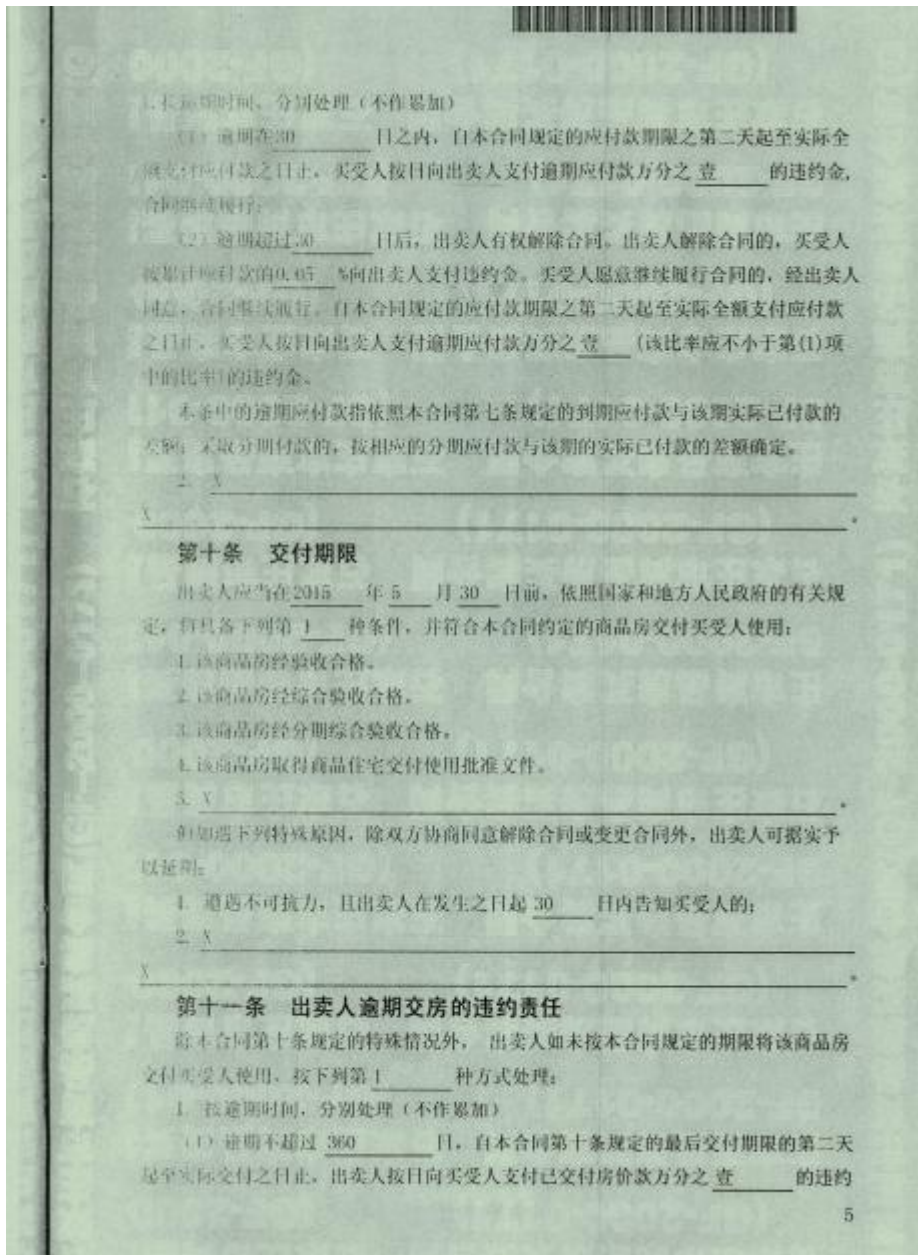 1.按逾期时间，分别处理（不作累加）
（1）逾期在30 日之内，自本合同规定的应付款期限之第二天起至实际全
额支付应付款之日止，买受人按日向出卖人支付逾期应付款万分之 壹 的违约金,
合同继续履行；
（2）逾期超过30 日后，出卖人有权解除合同。出卖人解除合同的，买受人
按累计应付款的0.05 %向出卖人支付违约金。买受人愿意继续履行合同的，经出卖人
同意，合同继续履行，自本合同规定的应付款期限之第二天起至实际全额支付应付款
之日止，买受人按日向出卖人支付逾期应付款万分之 壹 (该比率应不小于第(1)项
中的比率)的违约金。
本条中的逾期应付款指依照本合同第七条规定的到期应付款与该期实际已付款的
差额；采取分期付款的，按相应的分期应付款与该期的实际已付款的差额确定。
2. X
X 。
第十条 交付期限
出卖人应当在2015 年 5 月 30 日前，依照国家和地方人民政府的有关规
定，将具备下列第 1 种条件，并符合本合同约定的商品房交付买受人使用：
1.该商品房经验收合格。
2.该商品房经综合验收合格。
3.该商品房经分期综合验收合格。
4.该商品房取得商品住宅交付使用批准文件。
5. X 。
但如遇下列特殊原因，除双方协商同意解除合同或变更合同外，出卖人可据实予
以延期：
1. 遭遇不可抗力，且出卖人在发生之日起 30 日内告知买受人的；
2. X
X 。
第十一条 出卖人逾期交房的违约责任
除本合同第十条规定的特殊情况外， 出卖人如未按本合同规定的期限将该商品房
交付买受人使用，按下列第 1 种方式处理：
1. 按逾期时间，分别处理（不作累加）
（1）逾期不超过 360 日，自本合同第十条规定的最后交付期限的第二天
起至实际交付之日止，出卖人按日向买受人支付已交付房价款万分之 壹 的违约
5